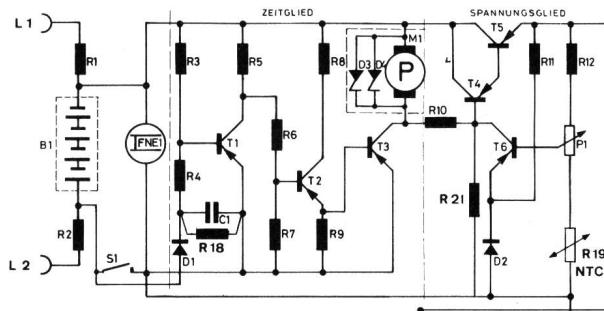 ZEITGLIED
SPANNUNGSGLIED
L1
M1
T5
R1
R3
R5
R8
D3
D4
R11
R12
P
T4
B1
FNE1
R10
R6
T1
T3
T6
P1
R4
T2
C1
R21
R18
R7
R9
R2
D1
D2
R19
NTC
L2
S1